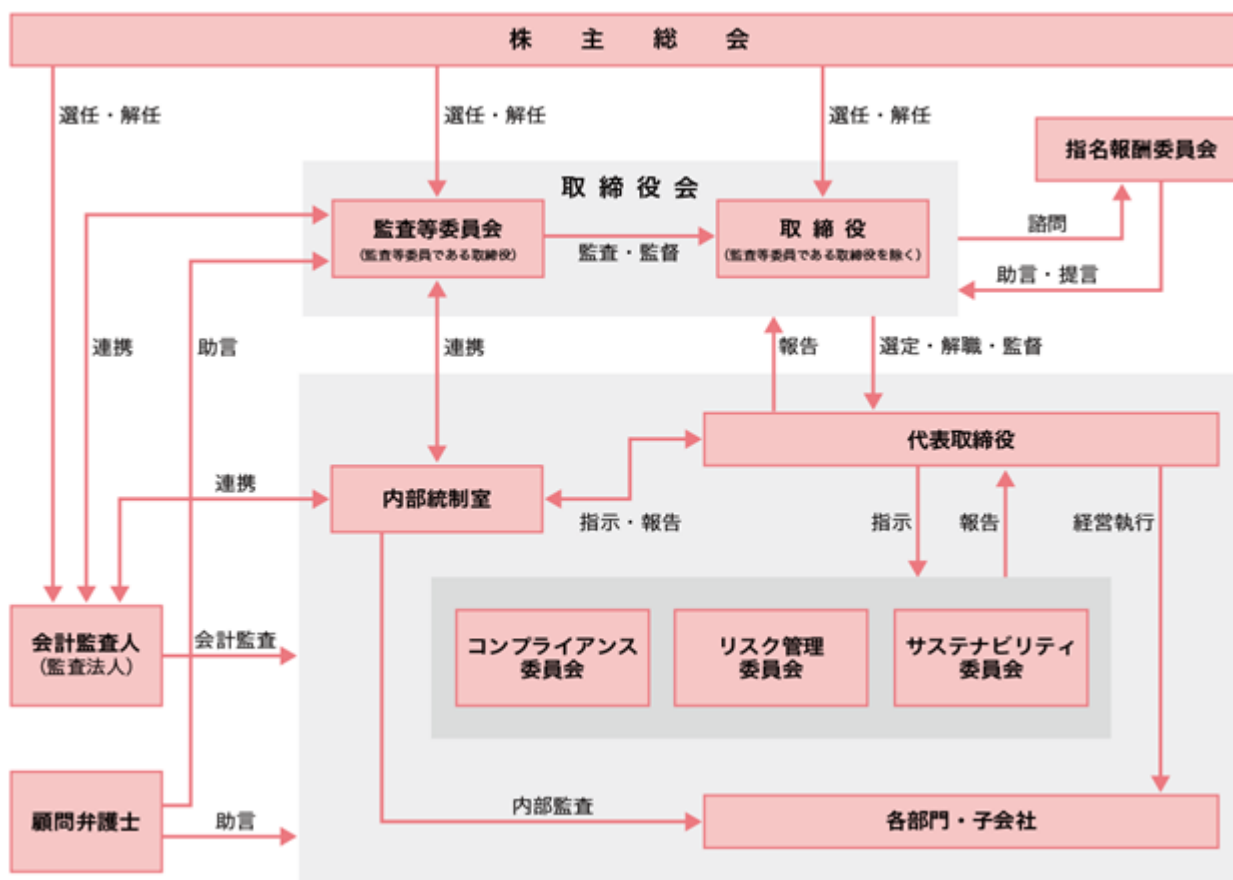 株主総会
選任・解任
選任・解任
選任・解任
指名報酬委員会
取締役会
監査等委員会
(監査等委員である取締役)
監査・監督
取締役
(監査等委員である取締役を除く)
諮問
助言・提言
連携
助言
連携
報告
選定・解職・監督
代表取締役
連携
内部統制室
指示・報告
指示
報告
経営執行
会計監査人
(監査法人)
会計監査
コンプライアンス
委員会
リスク管理
委員会
サステナビリティ
委員会
顧問弁護士
助言
内部監査
各部門・子会社